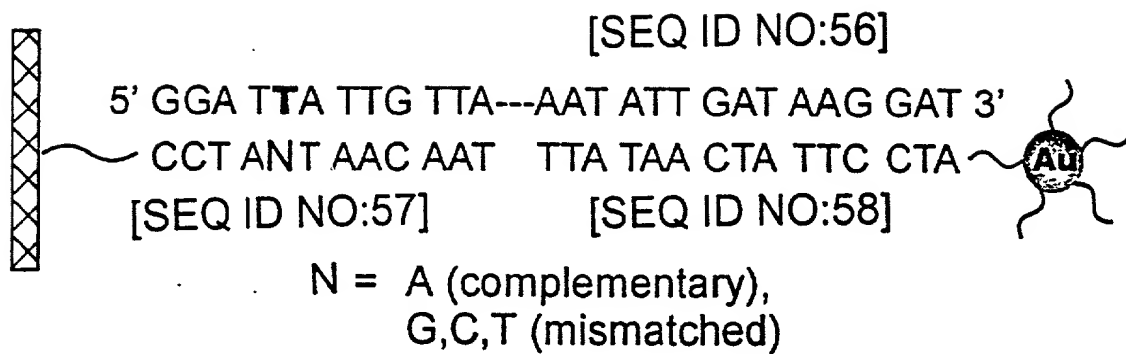 [SEQ ID NO:56]
5' GGA TTA TTG TTA---AAT ATT GAT AAG GAT 3'
CCT ANT AAC AAT TTA TAA CTA TTC CTA
Au
[SEQ ID NO:57] [SEQ ID NO:58]
N = A (complementary),
G,C,T (mismatched)